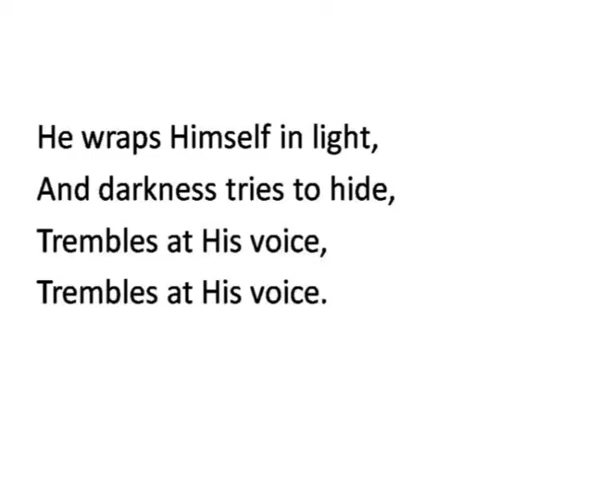 He wraps Himself in light,
And darkness tries to hide,
Trembles at His voice,
Trembles at His voice.